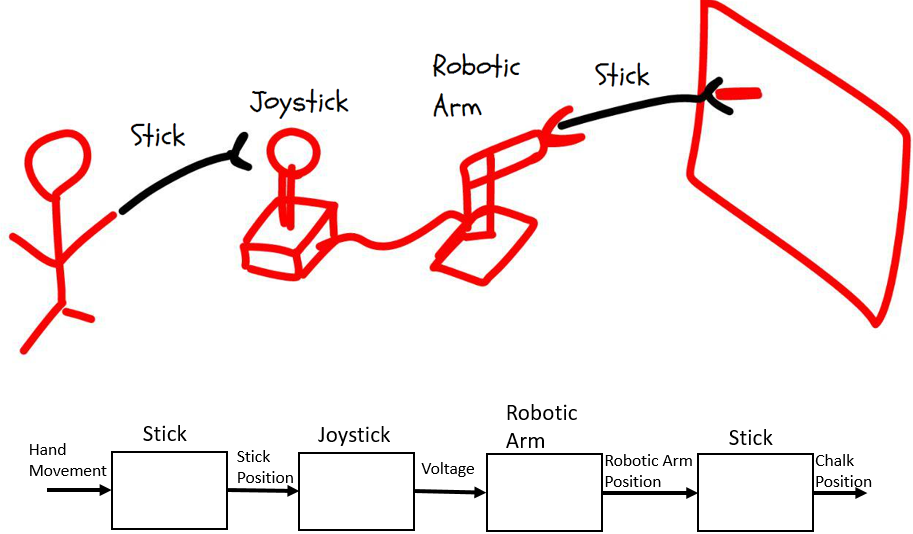 Robotic
Arm
Stick
Joystick
Stick
Robotic
Arm
Stick
Joystick
Stick
Hand
Movement
Stick
Position
Voltage
Robotic Arm
Position
Chalk
Position